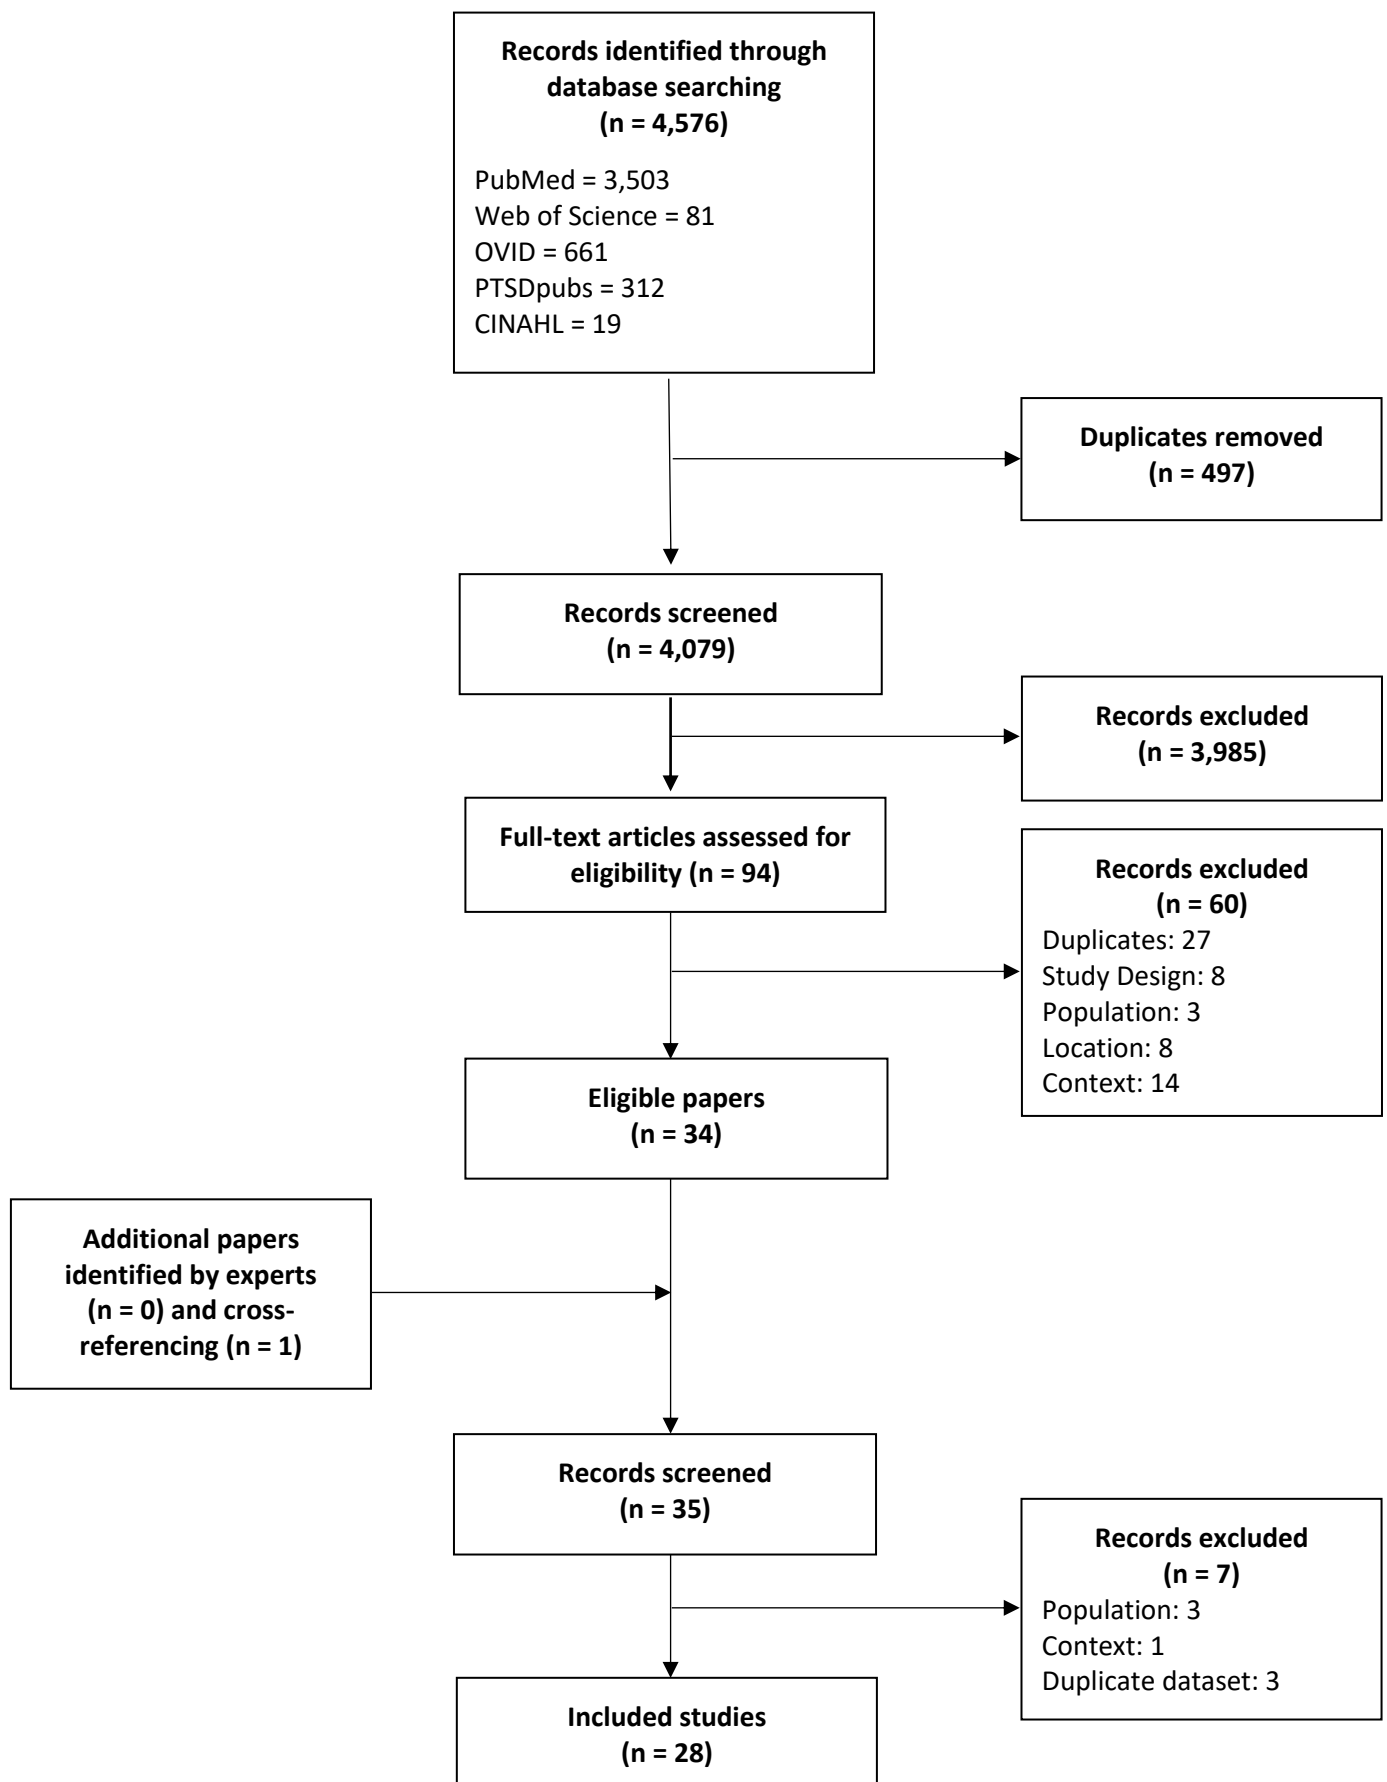 Records identified through
database searching
(n = 4,576)
PubMed = 3,503
Web of Science = 81
OVID = 661
PTSDpubs = 312
CINAHL = 19
Duplicates removed
(n = 497)
Records screened
(n = 4,079)
Records excluded
(n = 3,985)
Full-text articles assessed for
eligibility (n = 94)
Records excluded
(n = 60)
Duplicates: 27
Study Design: 8
Population: 3
Location: 8
Context: 14
Eligible papers
(n = 34)
Additional papers
identified by experts
(n = 0) and cross-
referencing (n = 1)
Records screened
(n = 35)
Records excluded
(n = 7)
Population: 3
Context: 1
Duplicate dataset: 3
Included studies
(n = 28)